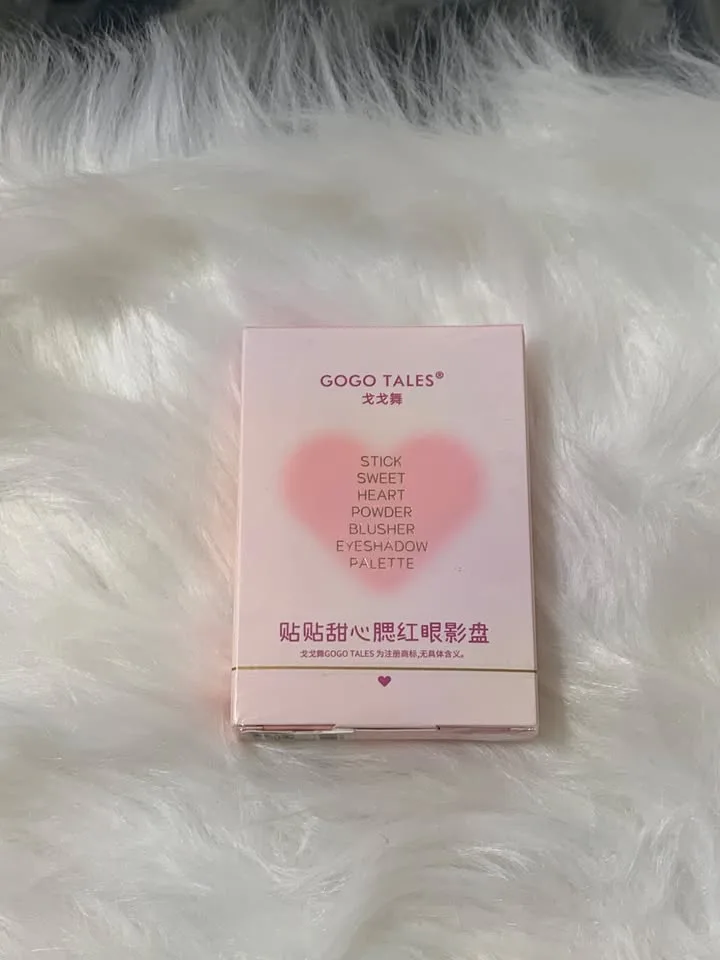 GOGO TALES®
戈戈舞
STICK
SWEET
HEART
POWDER
BLUSHER
EYESHADOW
PALETTE
贴贴甜心腮红眼影盘
戈戈舞GOGO TALES 为注册商标,无具体含义。